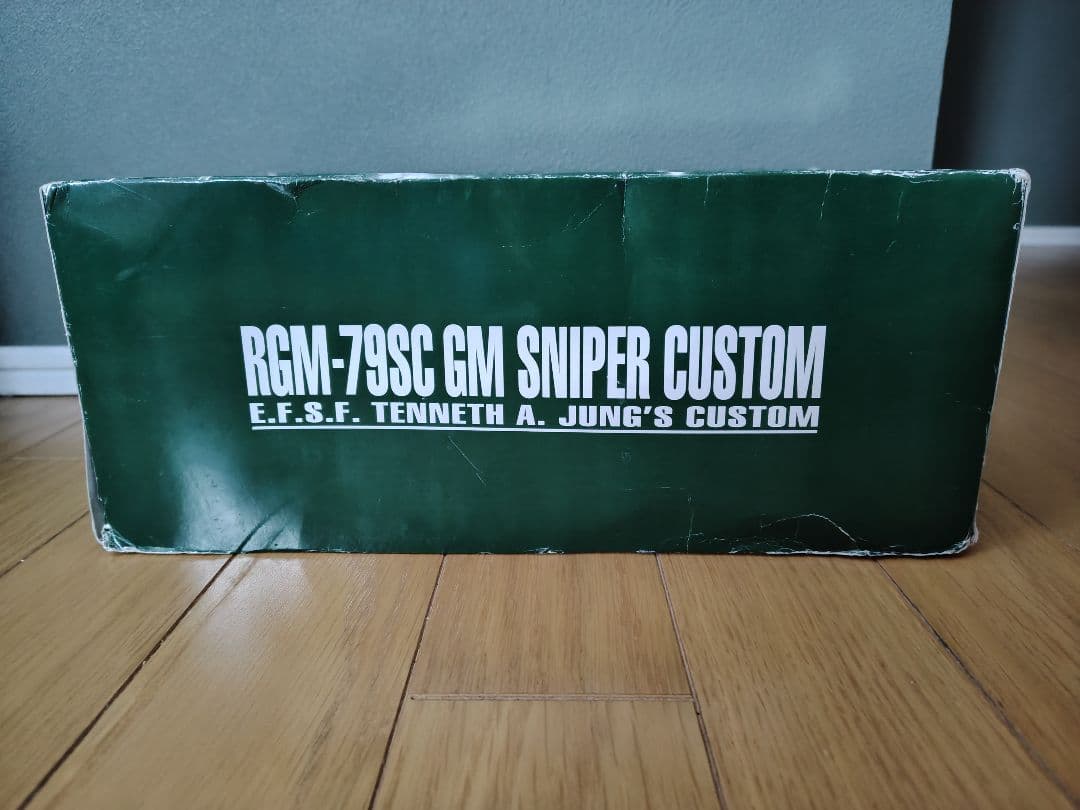 RGM-79SC GM SNIPER CUSTOM
E.F.S.F. TENNETH A. JUNG'S CUSTOM